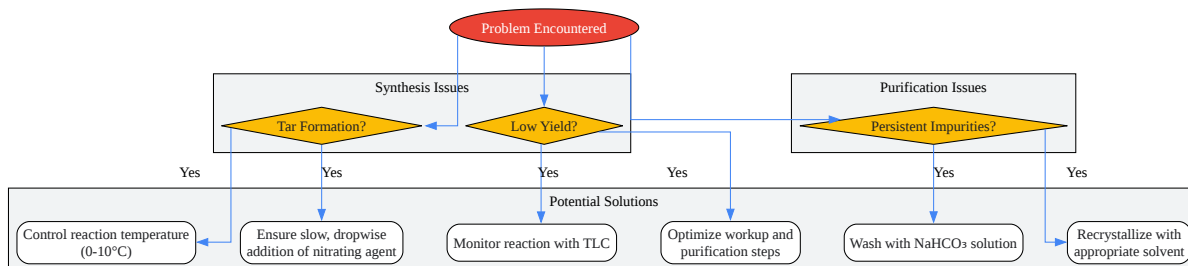 Problem Encountered
Synthesis Issues
Purification Issues
Tar Formation?
Low Yield?
Persistent Impurities?
Yes
Yes
Yes
Yes
Yes
Yes
Potential Solutions
Control reaction temperature
(0-10°C)
Ensure slow, dropwise
addition of nitrating agent
Monitor reaction with TLC
Optimize workup and
purification steps
Wash with NaHCO₃ solution
Recrystallize with
appropriate solvent